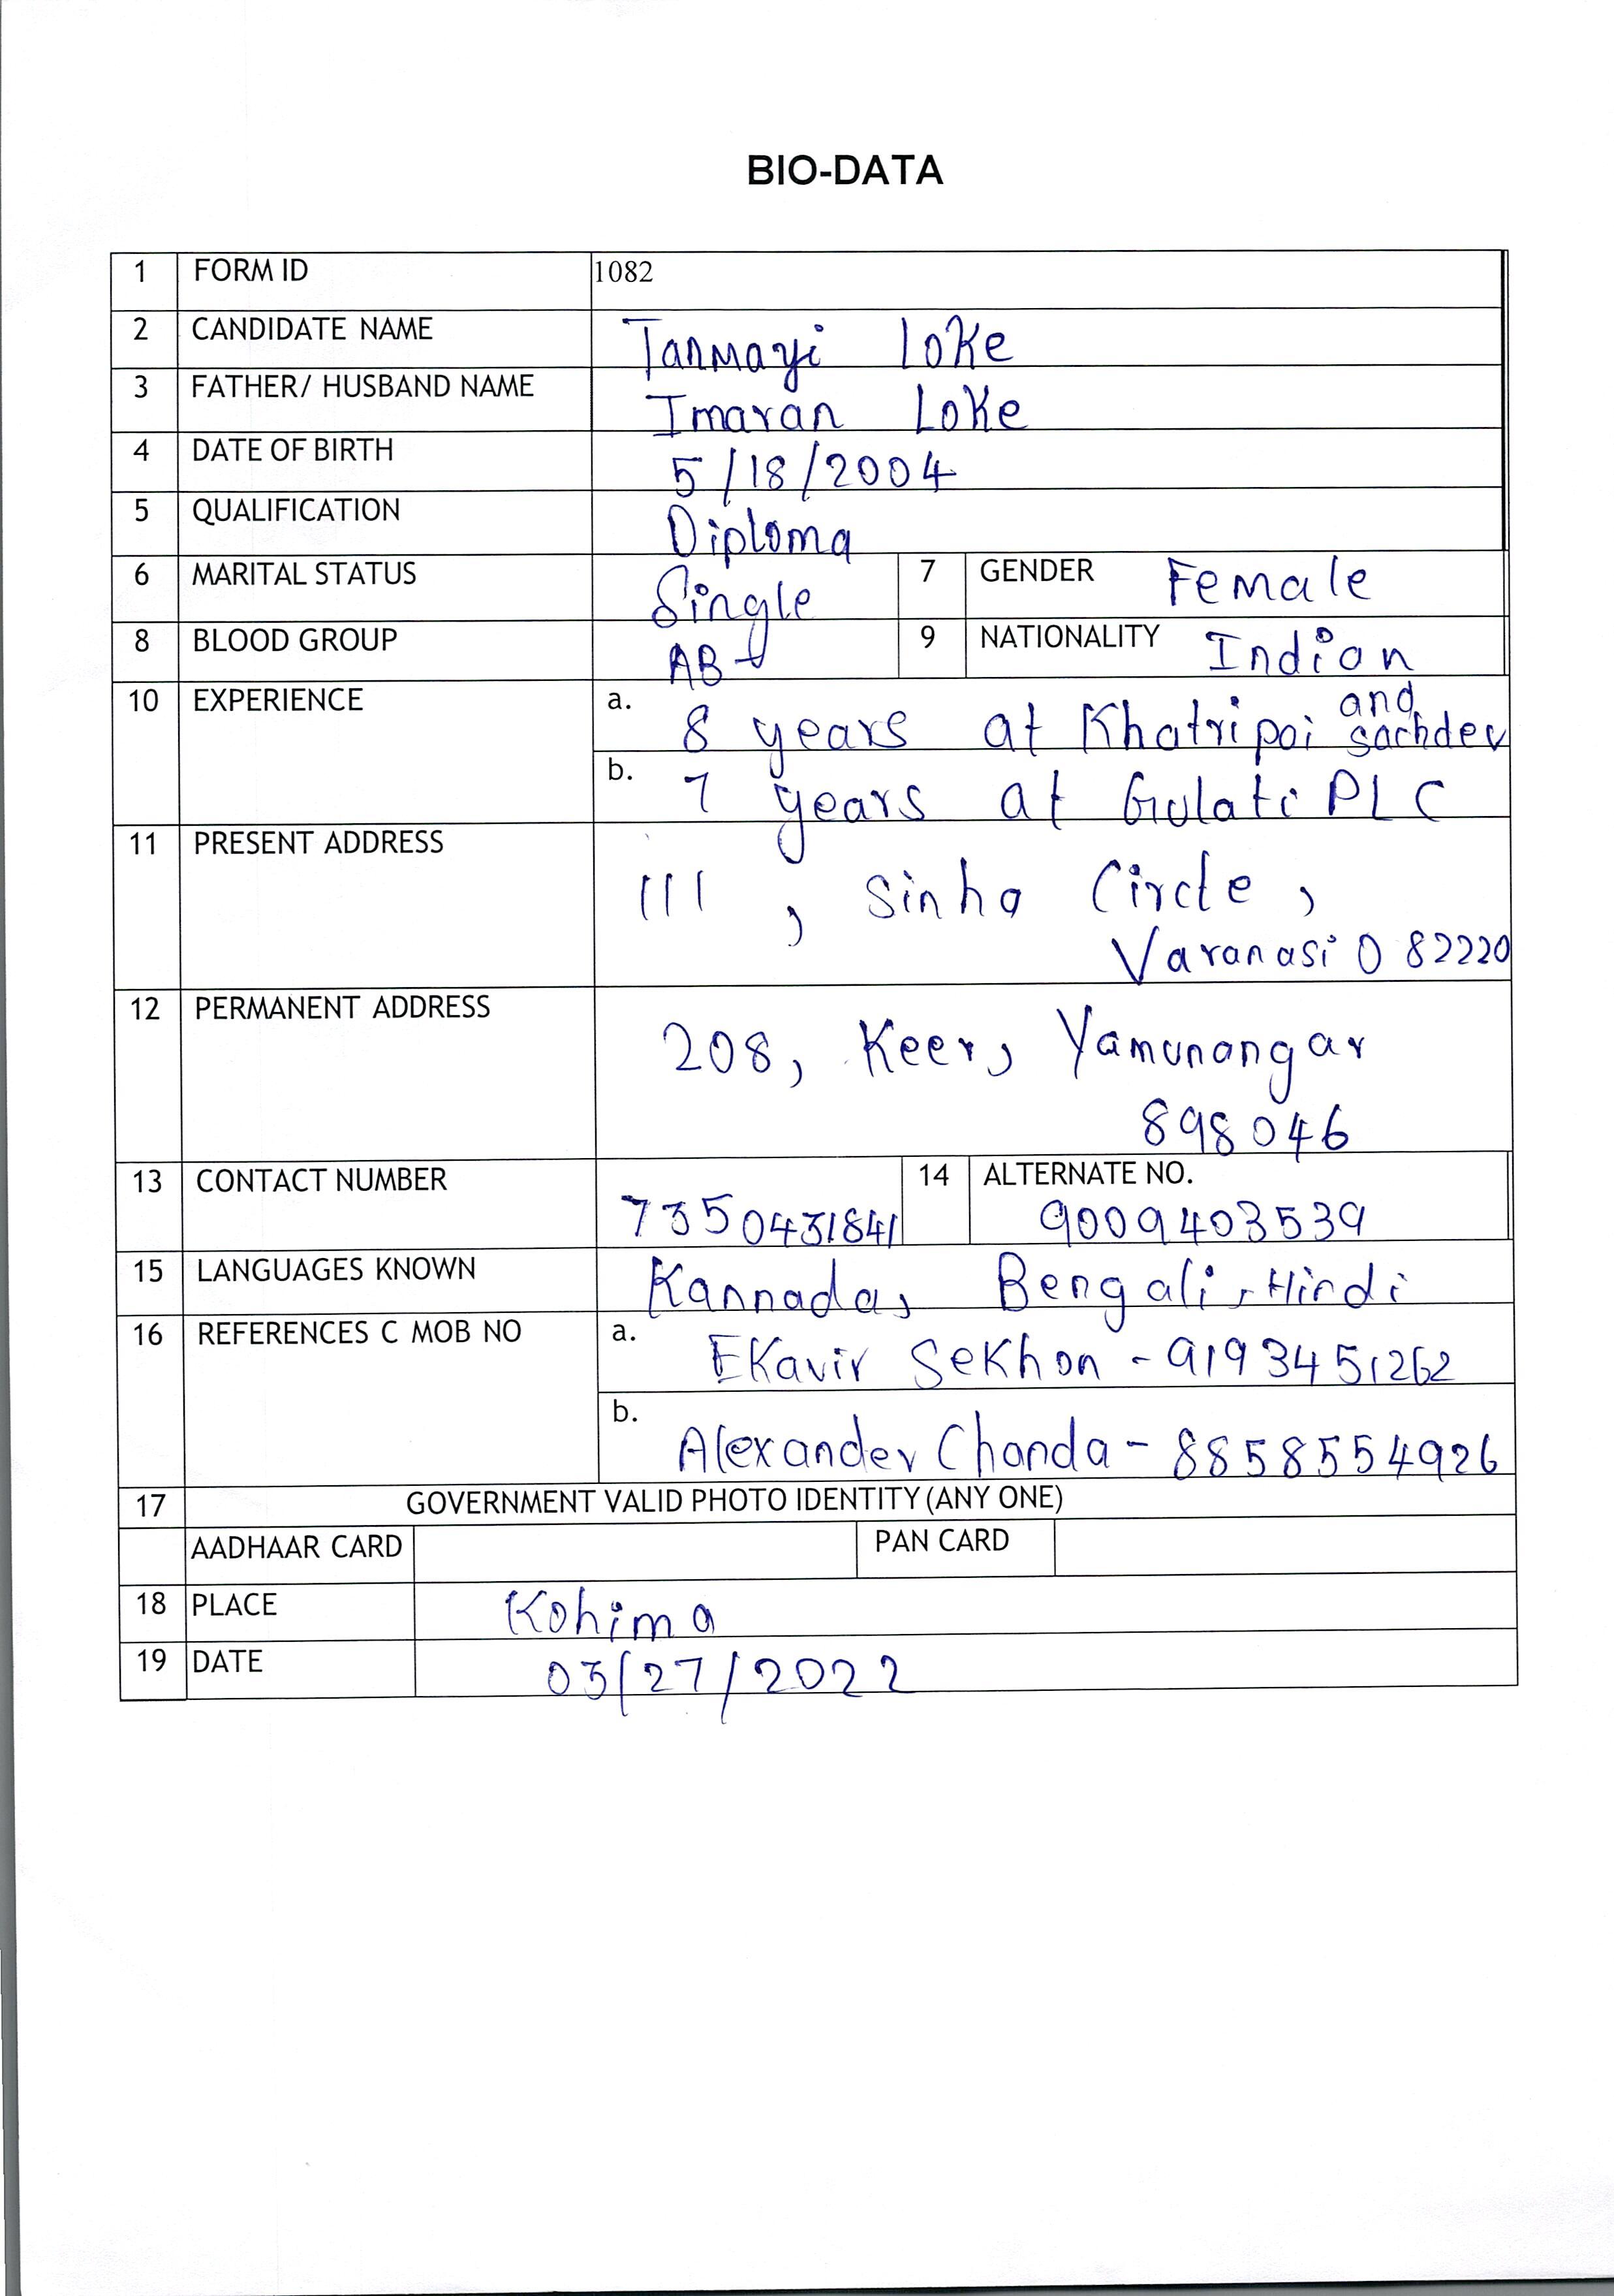 BIO-DATA
1 FORM ID 1082
2 CANDIDATE NAME Tanmayi Loke
3 FATHER/ HUSBAND NAME Imaran Loke
4 DATE OF BIRTH 5/18/2004
5 QUALIFICATION Diploma
6 MARITAL STATUS Single 7 GENDER Female
8 BLOOD GROUP AB 9 NATIONALITY Indian
10 EXPERIENCE a. 8 years at Khatripoi and sachdev
b. 7 years at Gulati PLC
11 PRESENT ADDRESS 111, Sinha Circle,
Varanasi 082220
12 PERMANENT ADDRESS 208, Keer, Yamunangar
898046
13 CONTACT NUMBER 7350431841 14 ALTERNATE NO. 9009403539
15 LANGUAGES KNOWN Kannada, Bengali, Hindi
16 REFERENCES C MOB NO a. EKavir Sekhon - 9193451262
b. Alexander Chanda - 8858554926
17 GOVERNMENT VALID PHOTO IDENTITY (ANY ONE)
AADHAAR CARD PAN CARD
18 PLACE Kohima
19 DATE 03/27/2022